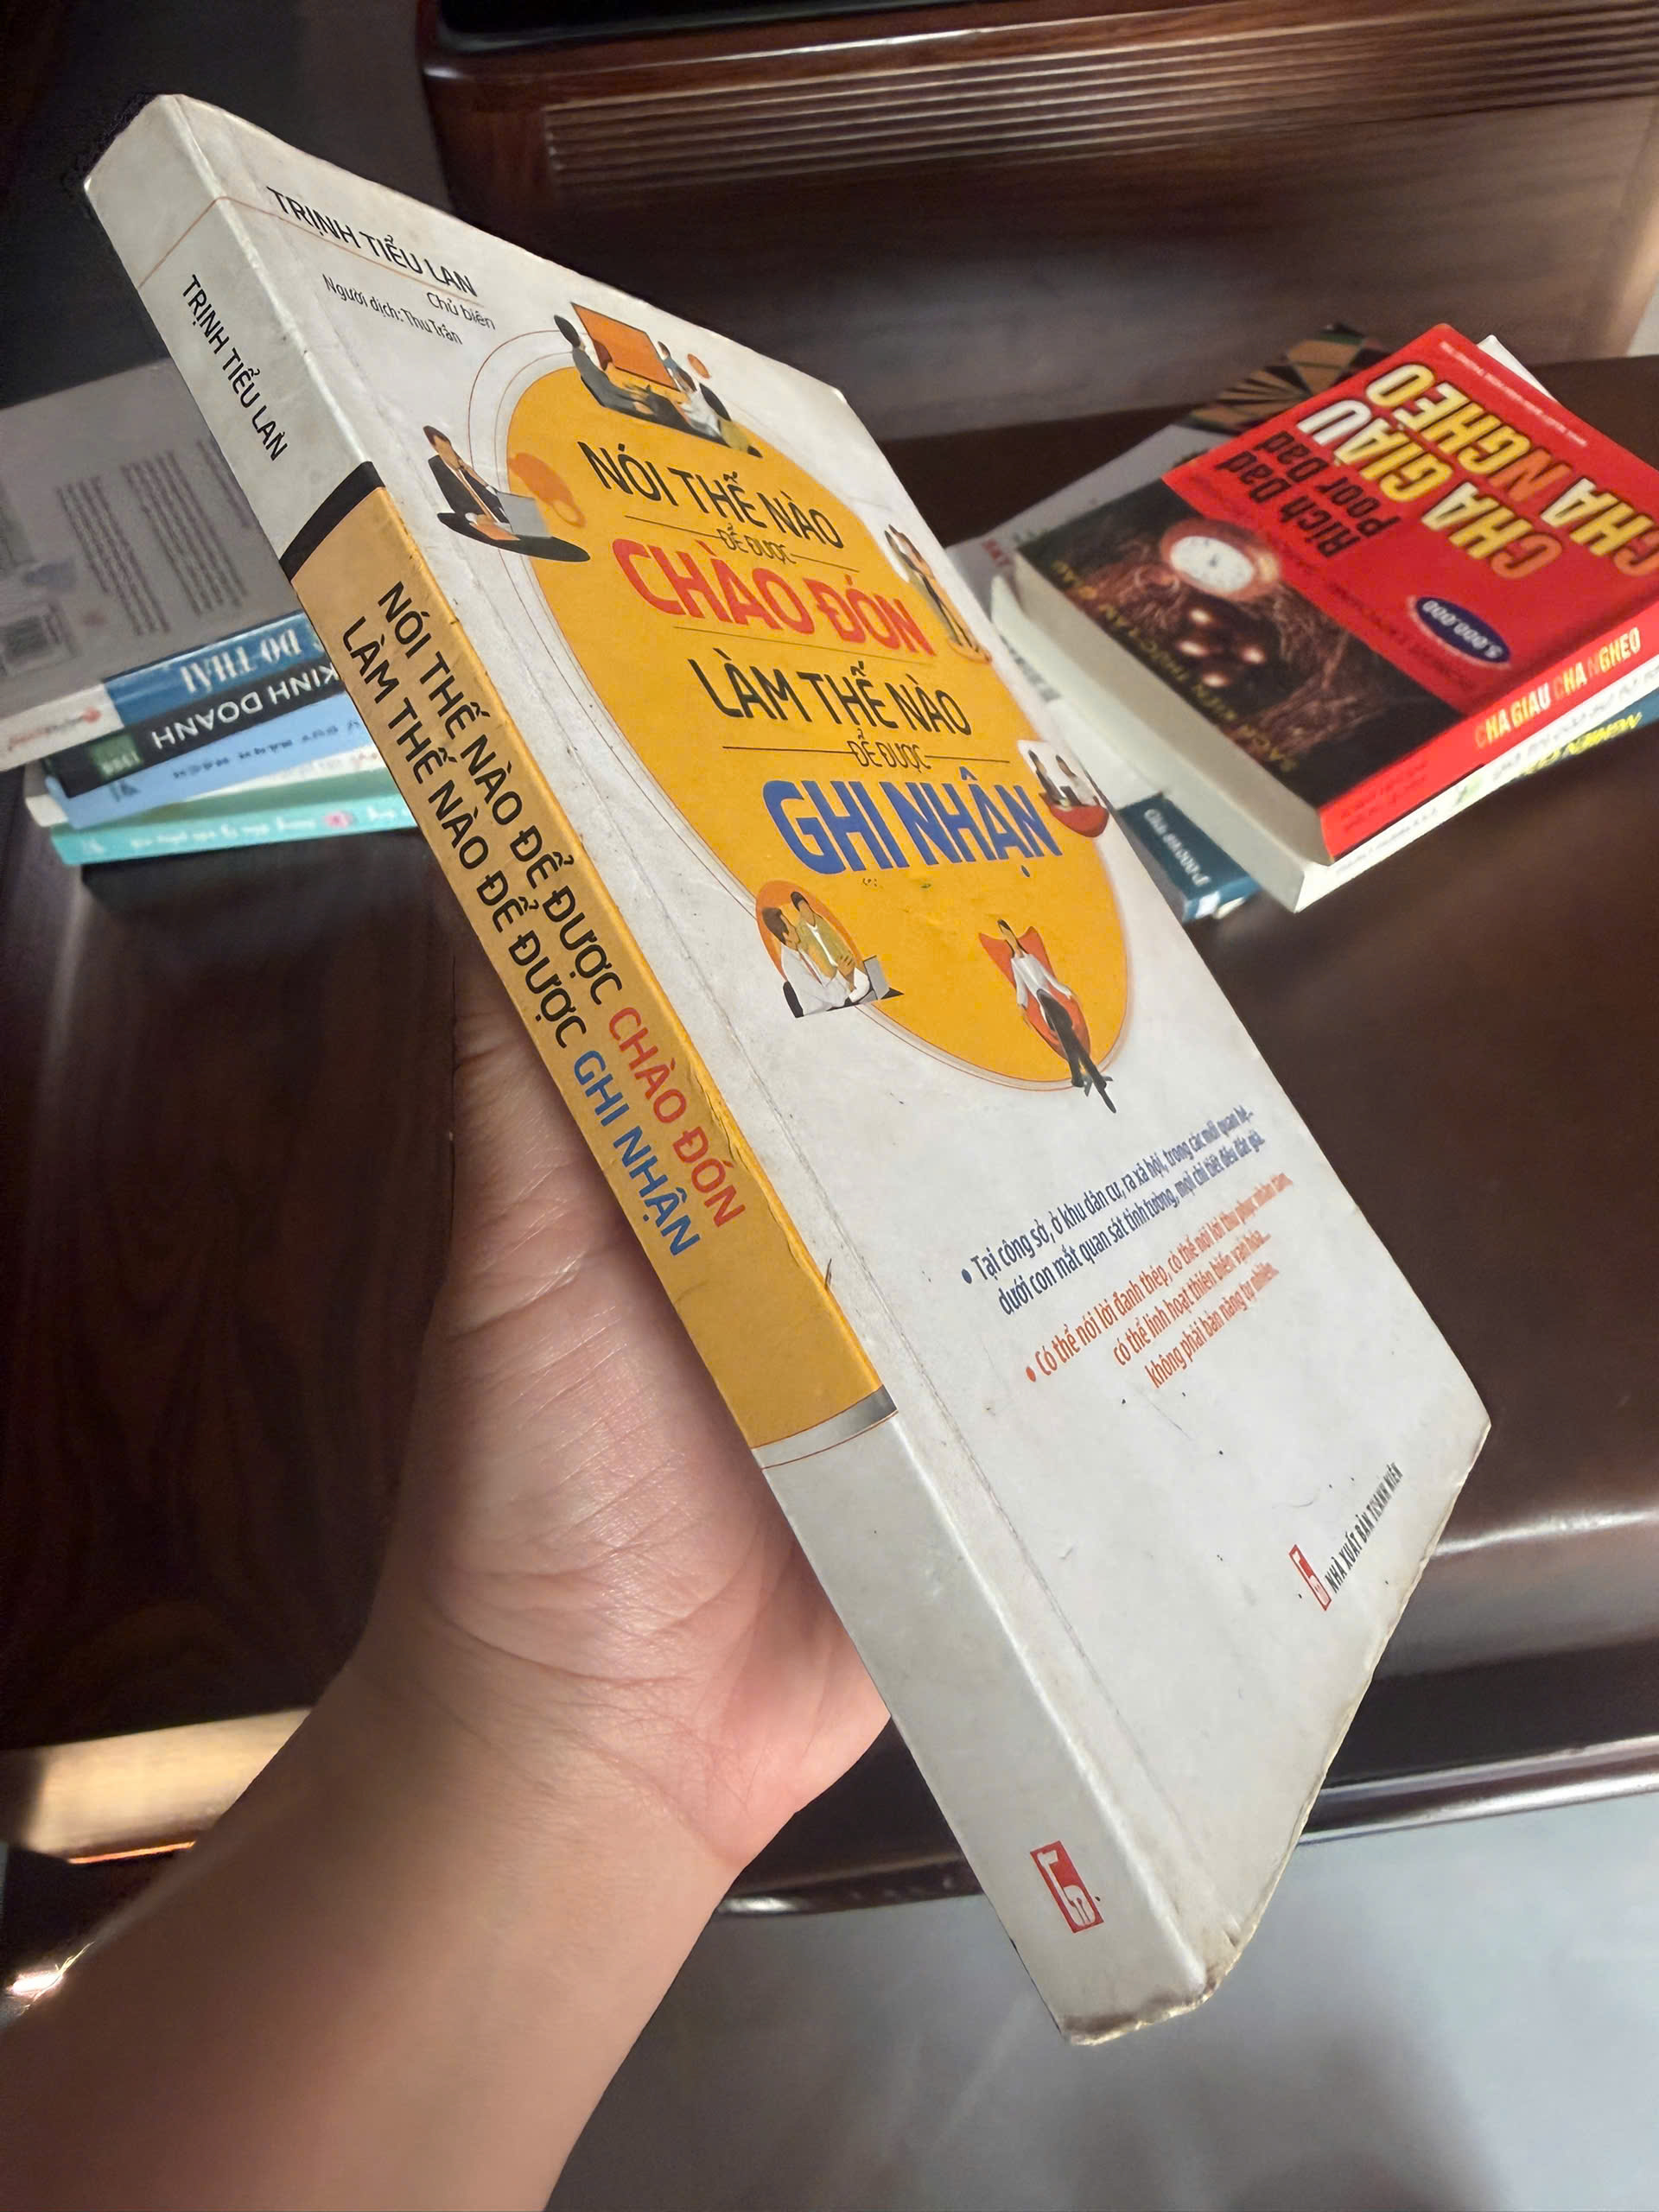 TRỊNH TIỂU LAN
Chủ biên
Người dịch: Thu Trần
NÓI THẾ NÀO
ĐỂ ĐƯỢC
CHÀO ĐÓN
LÀM THẾ NÀO
ĐỂ ĐƯỢC
GHI NHẬN
• Tại công sở, ở khu dân cư, ra xã hội, trong các mối quan hệ...
dưới con mắt quan sát tinh tường, mọi chi tiết đều đắt giá.
• Có thể nói lời đanh thép, có thể nói lời thu phục nhân tâm,
có thể linh hoạt thiên biến vạn hóa...
không phải bản năng tự nhiên.
NHÀ XUẤT BẢN THANH NIÊN
TRỊNH TIỂU LAN
NÓI THẾ NÀO ĐỂ ĐƯỢC CHÀO ĐÓN
LÀM THẾ NÀO ĐỂ ĐƯỢC GHI NHẬN
DO THÁI
KINH DOANH
Rich Dad
Poor Dad
CHA GIÀU
CHA NGHÈO
CHA GIÀU CHA NGHÈO